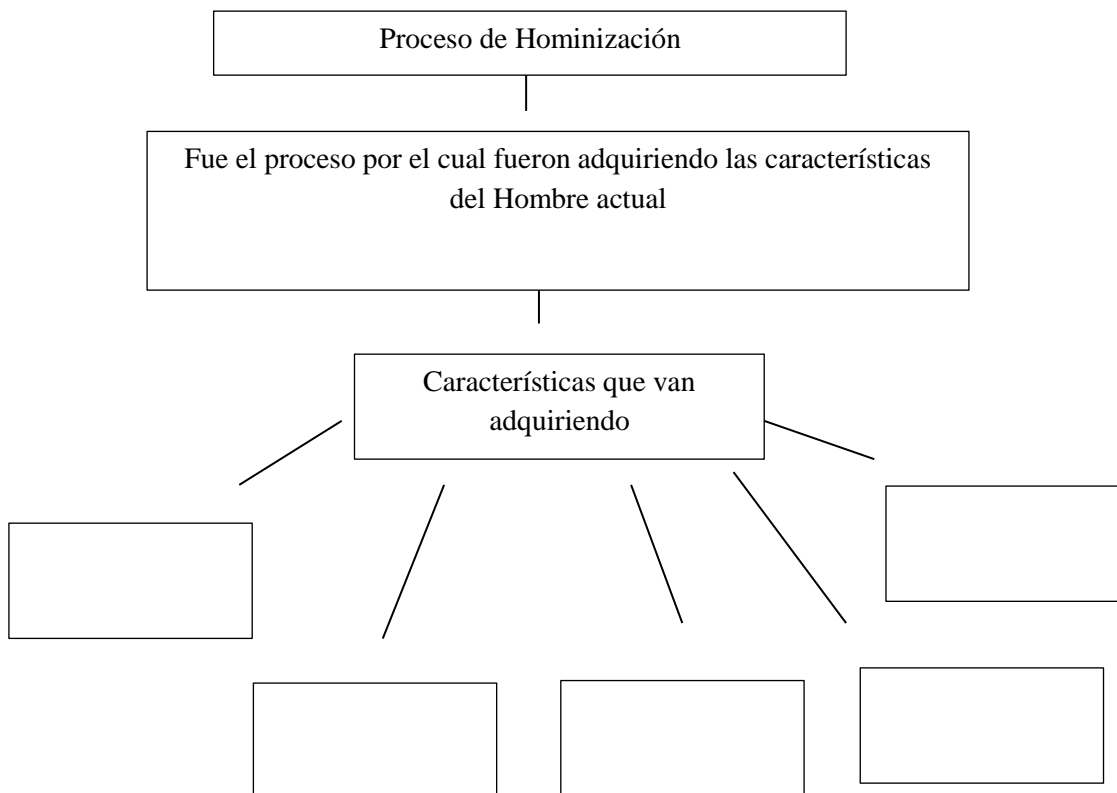 Proceso de Hominización
Fue el proceso por el cual fueron adquiriendo las características
del Hombre actual
Características que van
adquiriendo